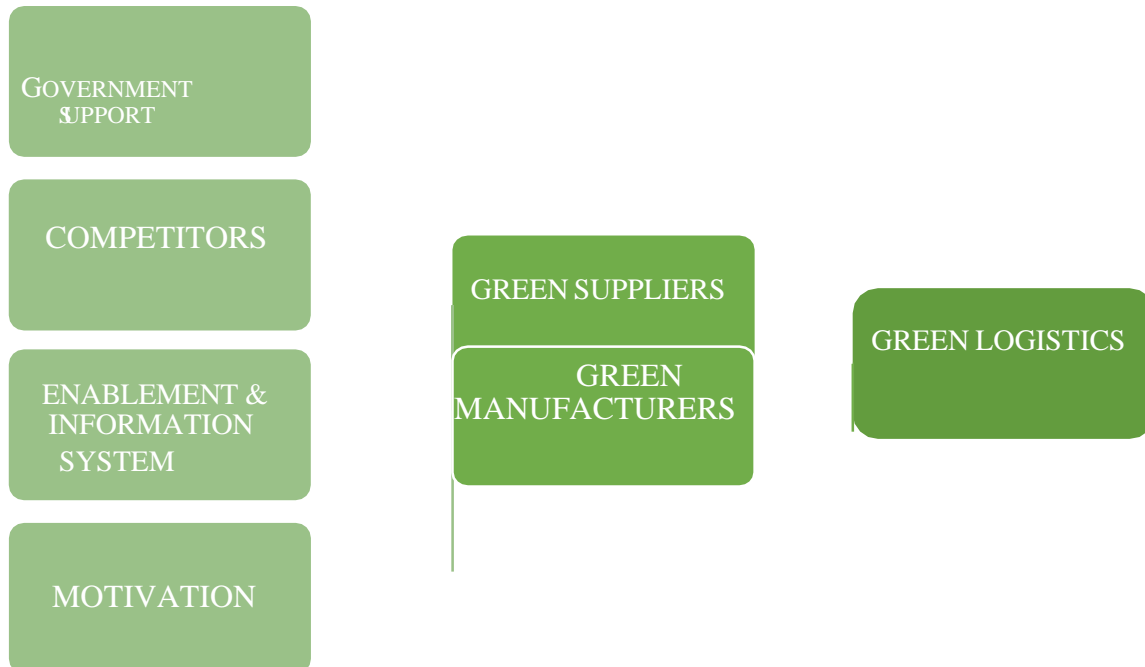 GOVERNMENT
SUPPORT
COMPETITORS
ENABLEMENT &
INFORMATION
SYSTEM
MOTIVATION
GREEN SUPPLIERS
GREEN
MANUFACTURERS
GREEN LOGISTICS